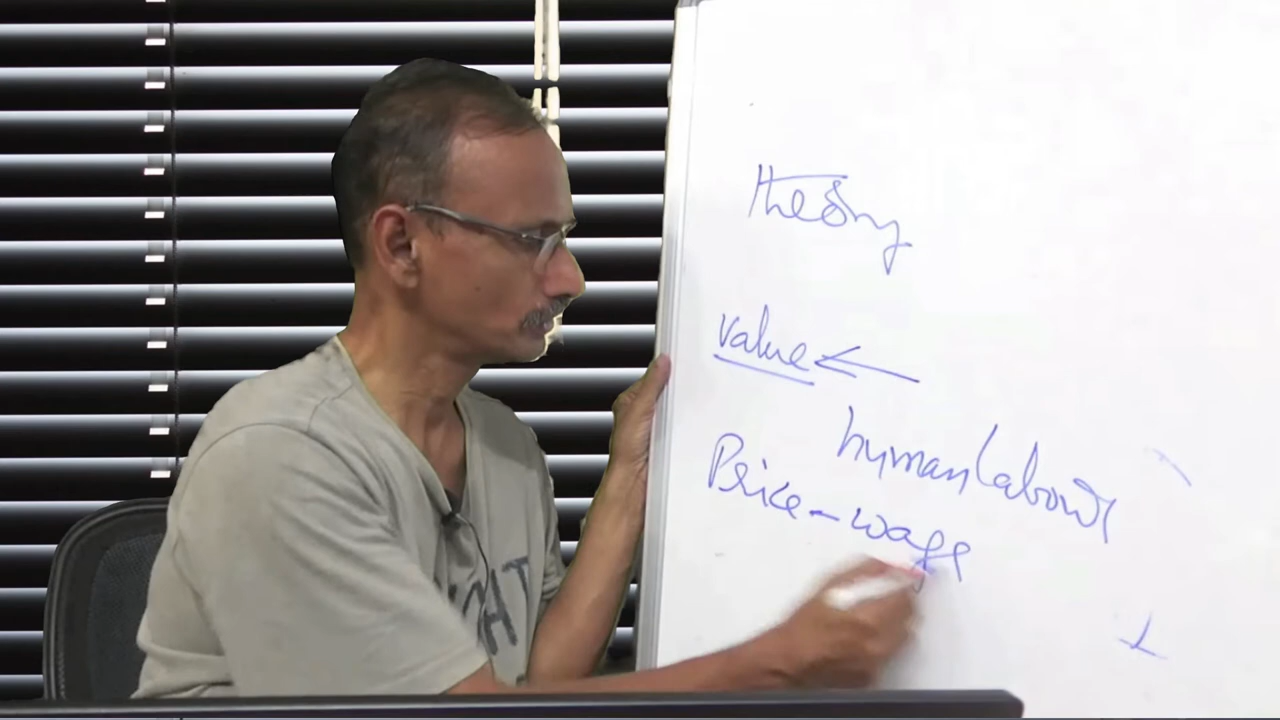 theory
value ←
human labour
Price - wage